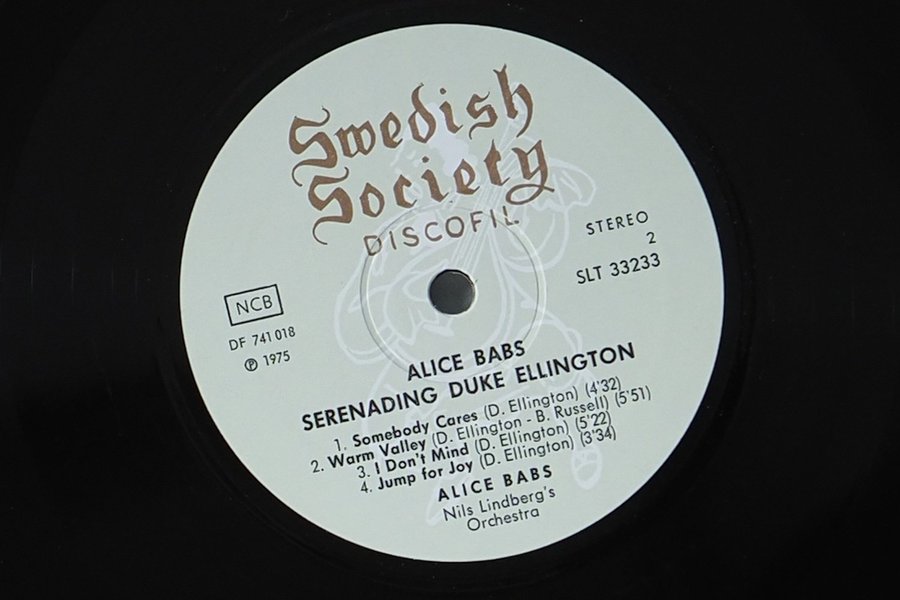 Swedish
Society
DISCOFIL
STEREO
2
SLT 33233
NCB
DF 741 018
℗ 1975
ALICE BABS
SERENADING DUKE ELLINGTON
1. Somebody Cares (D. Ellington) (4'32)
2. Warm Valley (D. Ellington - B. Russell) (5'51)
3. I Don't Mind (D. Ellington) (5'22)
4. Jump for Joy (D. Ellington) (3'34)
ALICE BABS
Nils Lindberg's
Orchestra